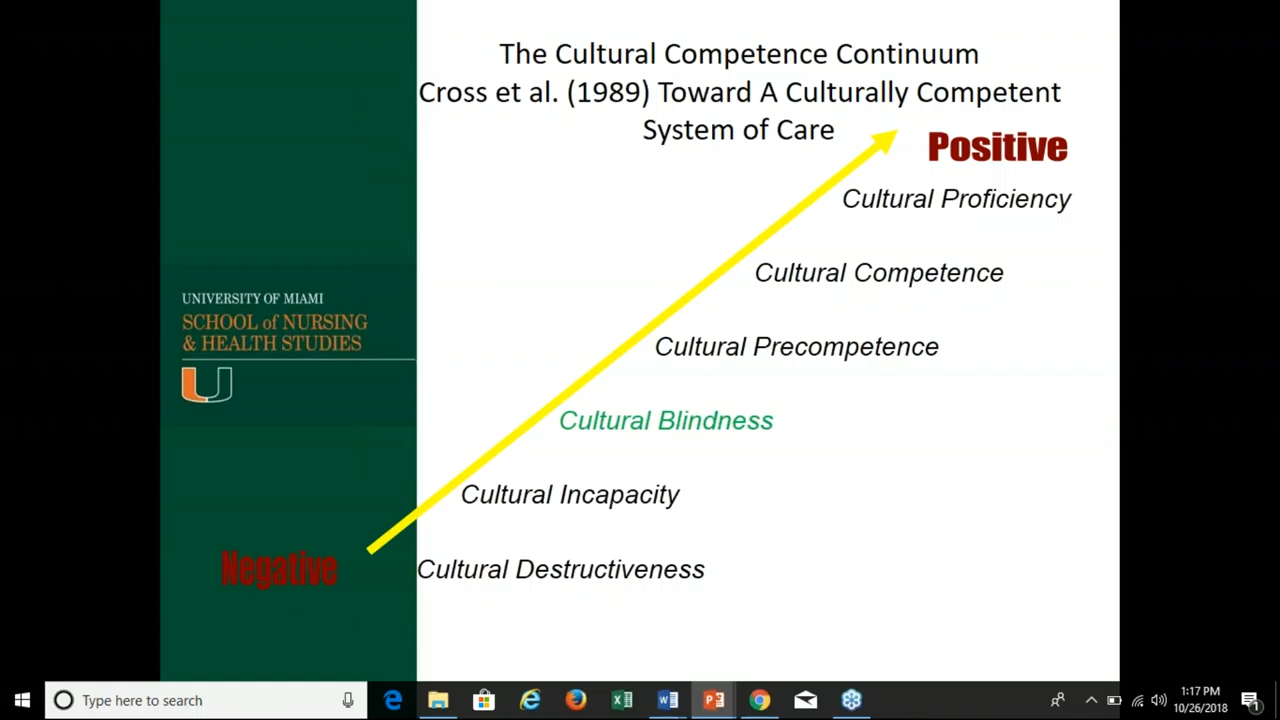 The Cultural Competence Continuum
Cross et al. (1989) Toward A Culturally Competent
System of Care
Positive
Cultural Proficiency
Cultural Competence
UNIVERSITY OF MIAMI
SCHOOL of NURSING
& HEALTH STUDIES
Cultural Precompetence
Cultural Blindness
Cultural Incapacity
Negative
Cultural Destructiveness
Type here to search
1:17 PM
10/26/2018
1